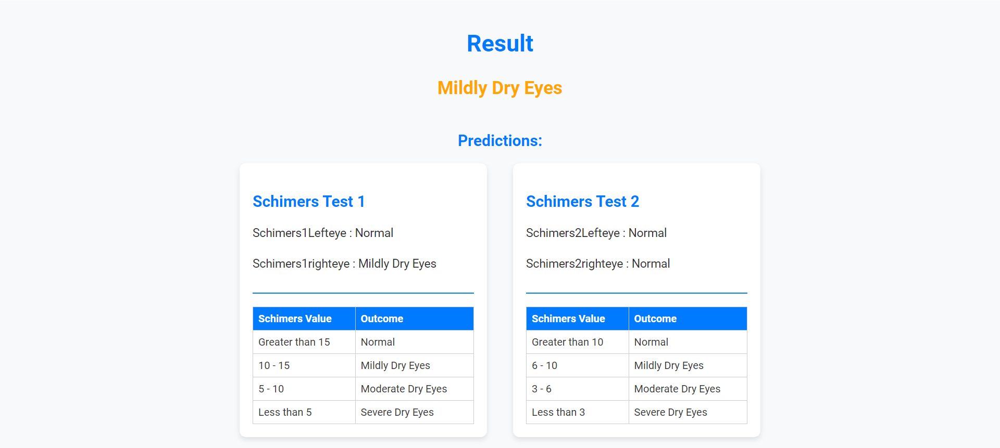 Result
Mildly Dry Eyes
Predictions:
Schimers Test 1
Schimers1Lefteye : Normal
Schimers1righteye : Mildly Dry Eyes
Schimers Value Outcome
Greater than 15 Normal
10 - 15 Mildly Dry Eyes
5 - 10 Moderate Dry Eyes
Less than 5 Severe Dry Eyes
Schimers Test 2
Schimers2Lefteye : Normal
Schimers2righteye : Normal
Schimers Value Outcome
Greater than 10 Normal
6 - 10 Mildly Dry Eyes
3 - 6 Moderate Dry Eyes
Less than 3 Severe Dry Eyes